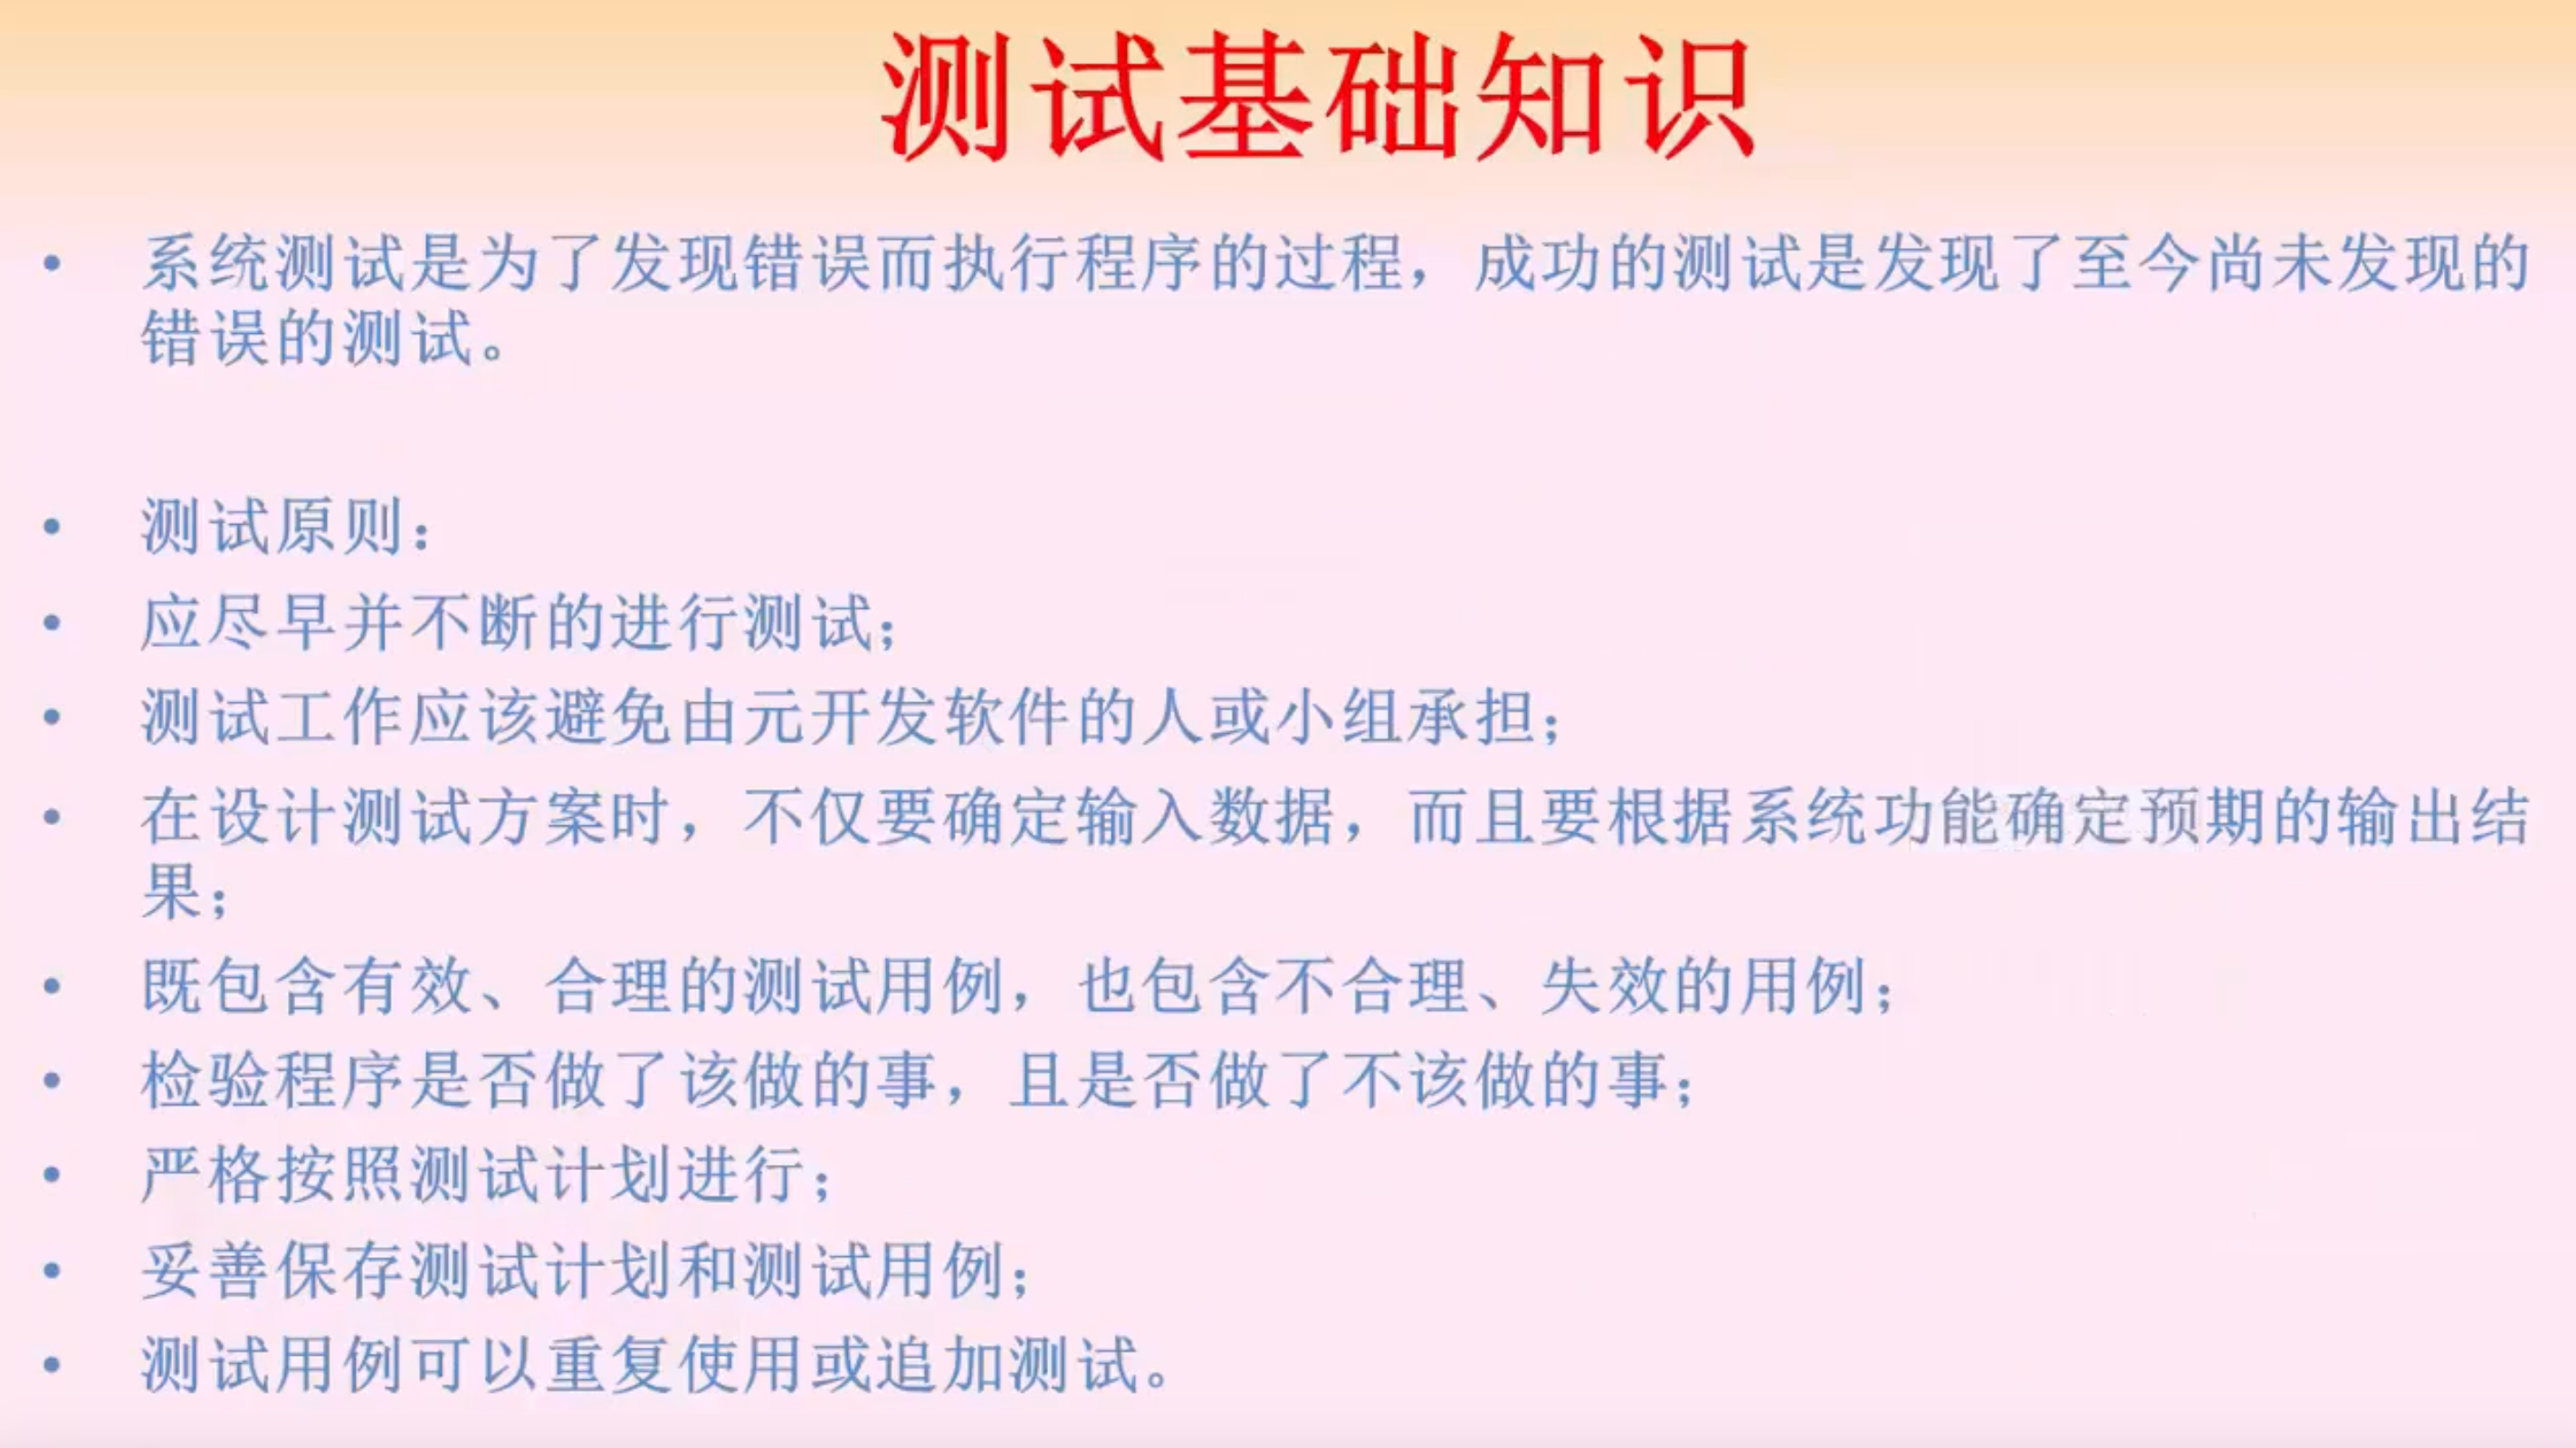 测试基础知识
• 系统测试是为了发现错误而执行程序的过程，成功的测试是发现了至今尚未发现的
错误的测试。
• 测试原则：
• 应尽早并不断的进行测试；
• 测试工作应该避免由元开发软件的人或小组承担；
• 在设计测试方案时，不仅要确定输入数据，而且要根据系统功能确定预期的输出结
果；
• 既包含有效、合理的测试用例，也包含不合理、失效的用例；
• 检验程序是否做了该做的事，且是否做了不该做的事；
• 严格按照测试计划进行；
• 妥善保存测试计划和测试用例；
• 测试用例可以重复使用或追加测试。